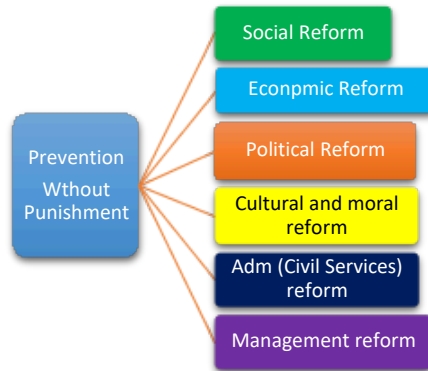 Prevention
Wthout
Punishment
Social Reform
Econpmic Reform
Political Reform
Cultural and moral
reform
Adm (Civil Services)
reform
Management reform